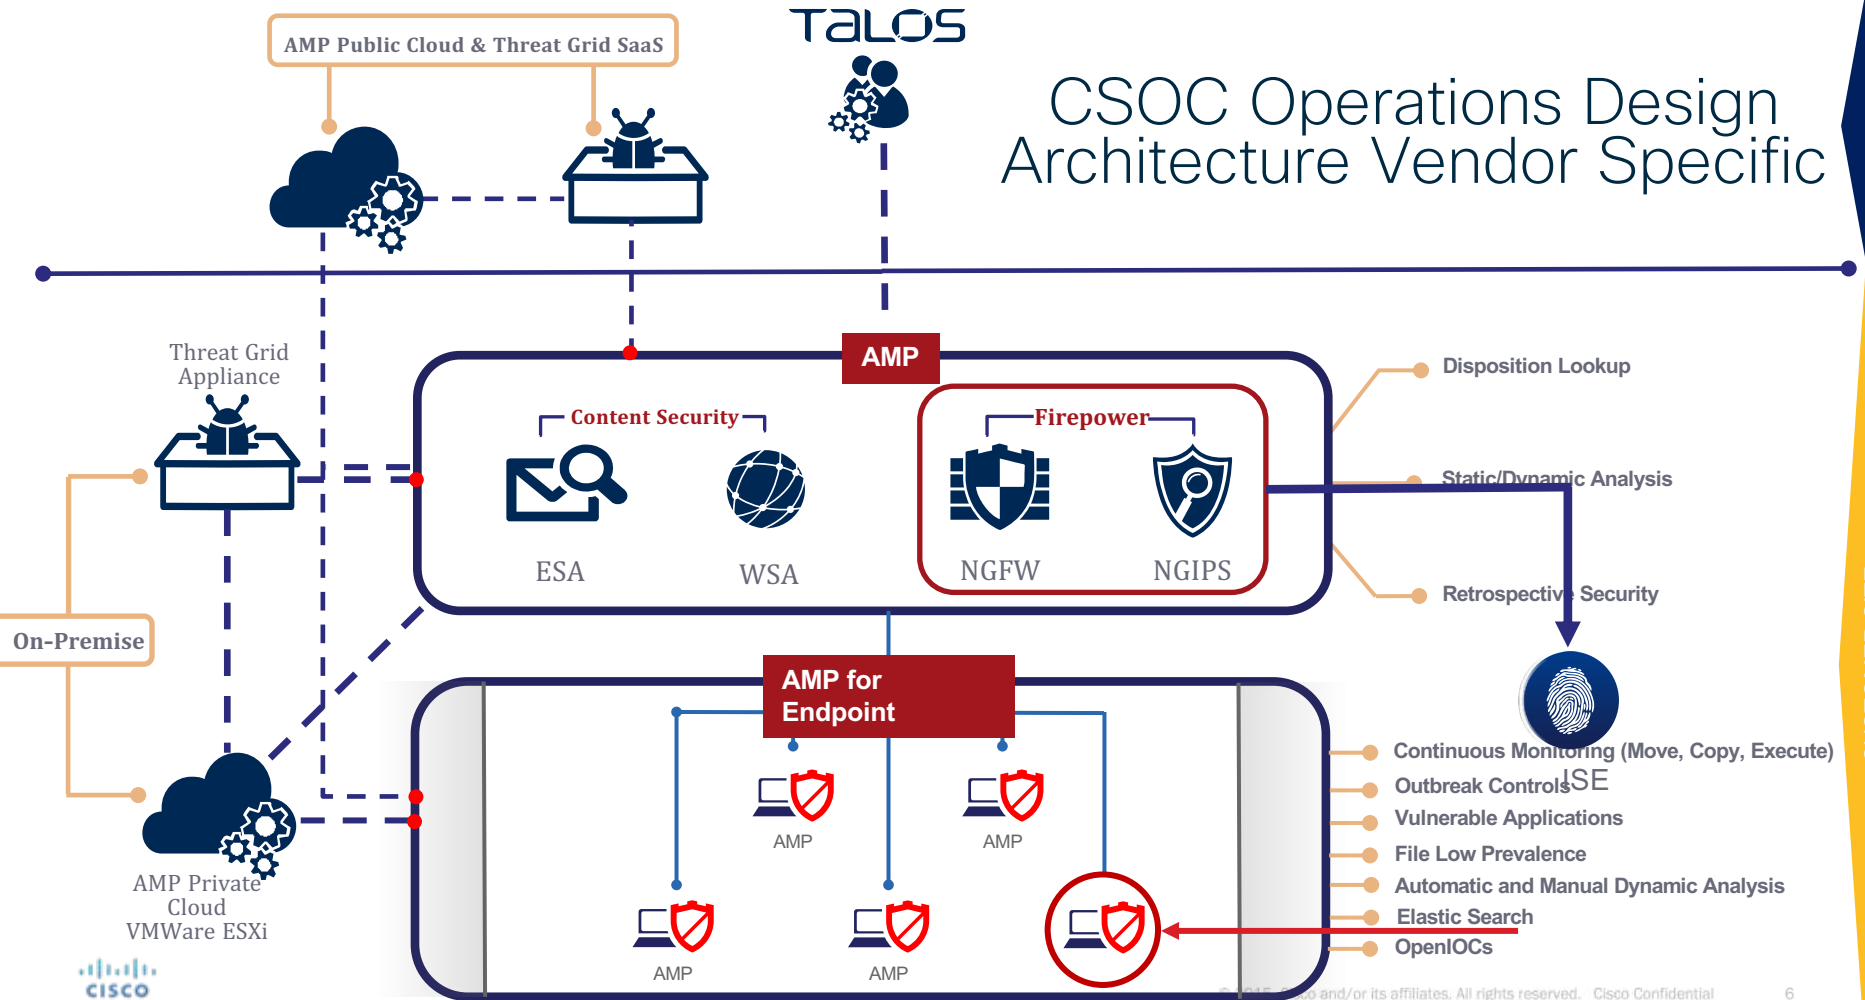 AMP Public Cloud & Threat Grid SaaS
TALOS
CSOC Operations Design
Architecture Vendor Specific
Threat Grid
Appliance
AMP
Content Security
Firepower
ESA
WSA
NGFW
NGIPS
Disposition Lookup
Static/Dynamic Analysis
Retrospective Security
On-Premise
AMP for
Endpoint
AMP
AMP
AMP
AMP
Continuous Monitoring (Move, Copy, Execute)
ISE
Outbreak Controls
Vulnerable Applications
File Low Prevalence
Automatic and Manual Dynamic Analysis
Elastic Search
OpenIOCs
AMP Private
Cloud
VMWare ESXi
CISCO
© 2015 Cisco and/or its affiliates. All rights reserved. Cisco Confidential
6